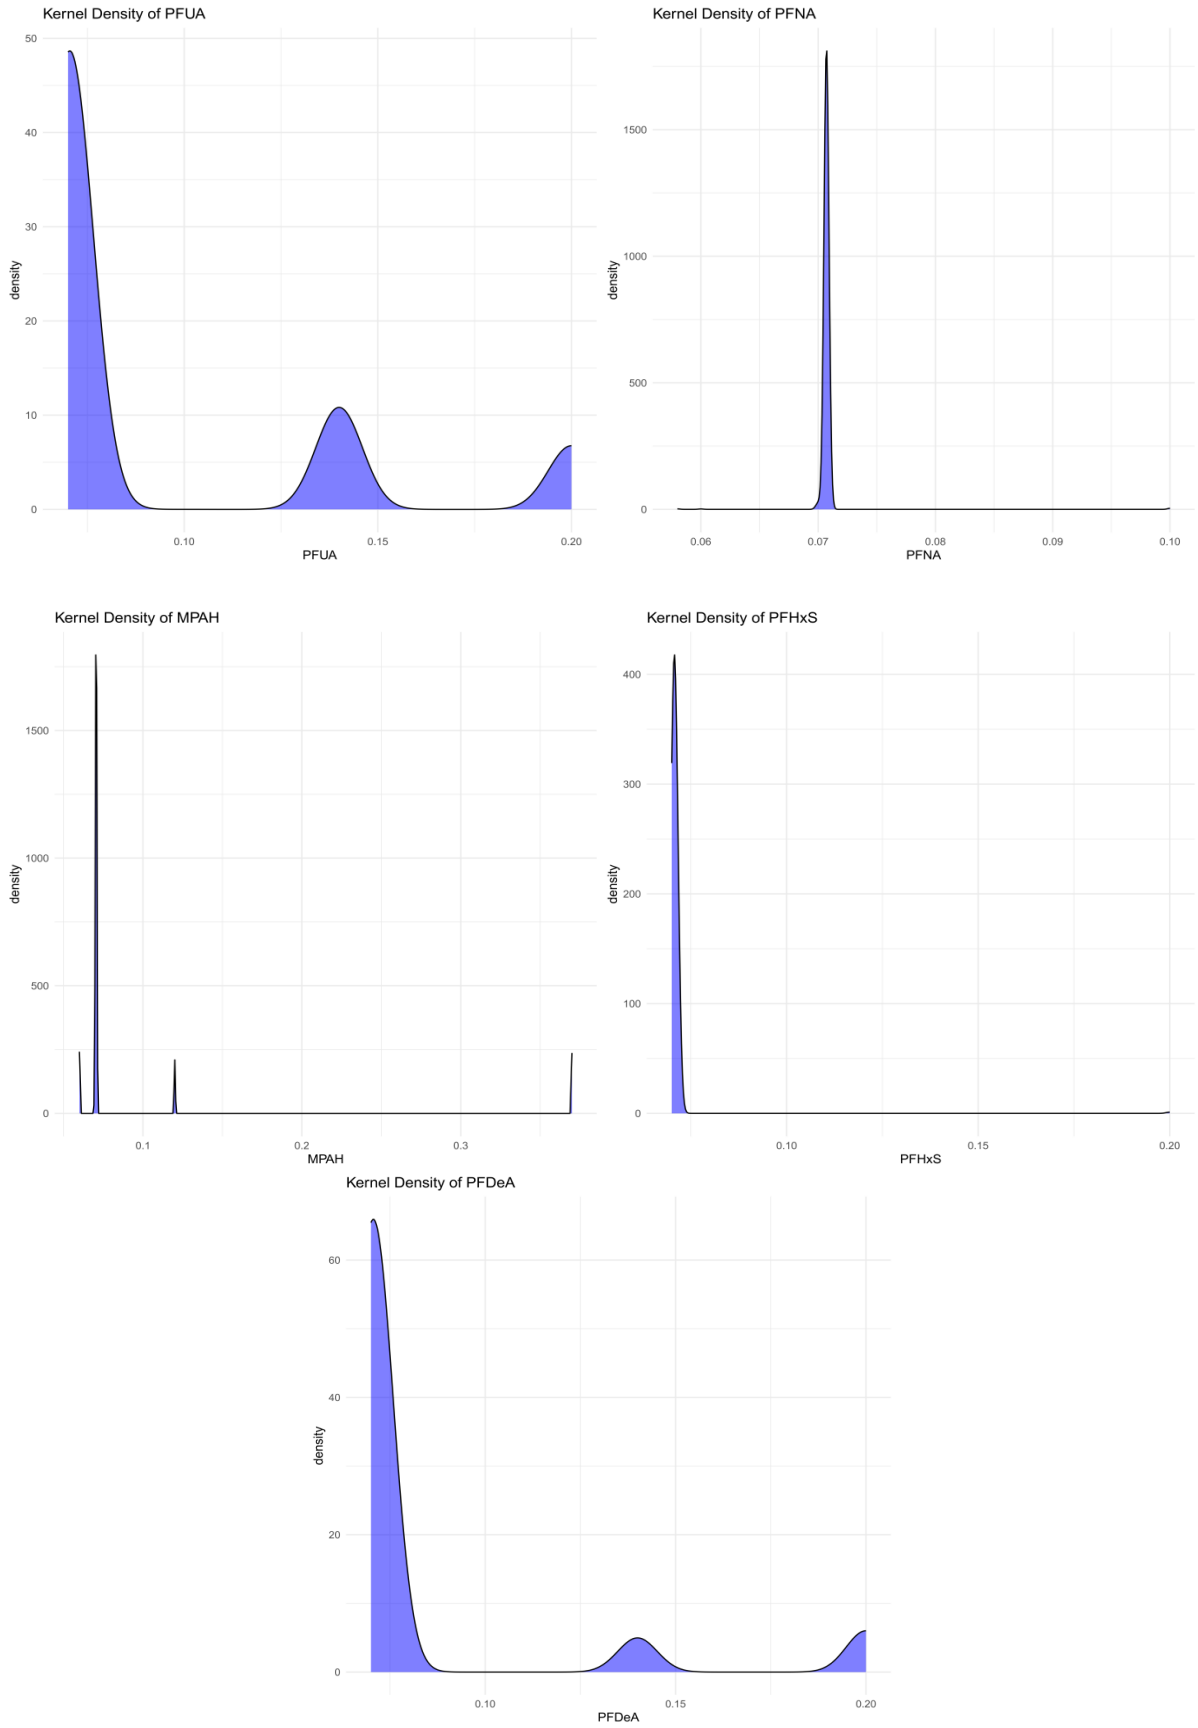 Kernel Density of PFUA
density
50
40
30
20
10
0
0.10 0.15 0.20
PFUA
Kernel Density of PFNA
density
1500
1000
500
0
0.06 0.07 0.08 0.09 0.10
PFNA
Kernel Density of MPAH
density
1500
1000
500
0
0.1 0.2 0.3
MPAH
Kernel Density of PFHxS
density
400
300
200
100
0
0.10 0.15 0.20
PFHxS
Kernel Density of PFDeA
density
60
40
20
0
0.10 0.15 0.20
PFDeA